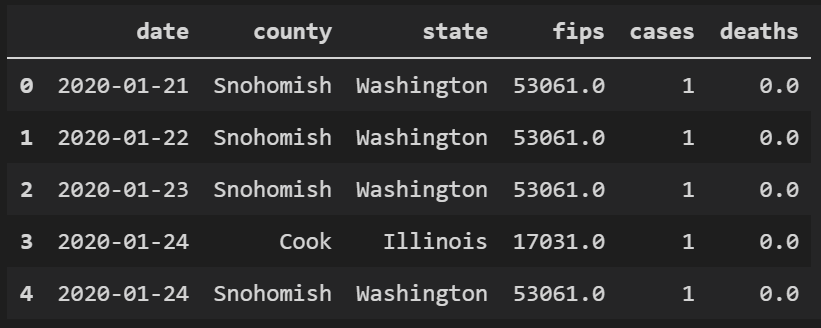 date county state fips cases deaths
0 2020-01-21 Snohomish Washington 53061.0 1 0.0
1 2020-01-22 Snohomish Washington 53061.0 1 0.0
2 2020-01-23 Snohomish Washington 53061.0 1 0.0
3 2020-01-24 Cook Illinois 17031.0 1 0.0
4 2020-01-24 Snohomish Washington 53061.0 1 0.0